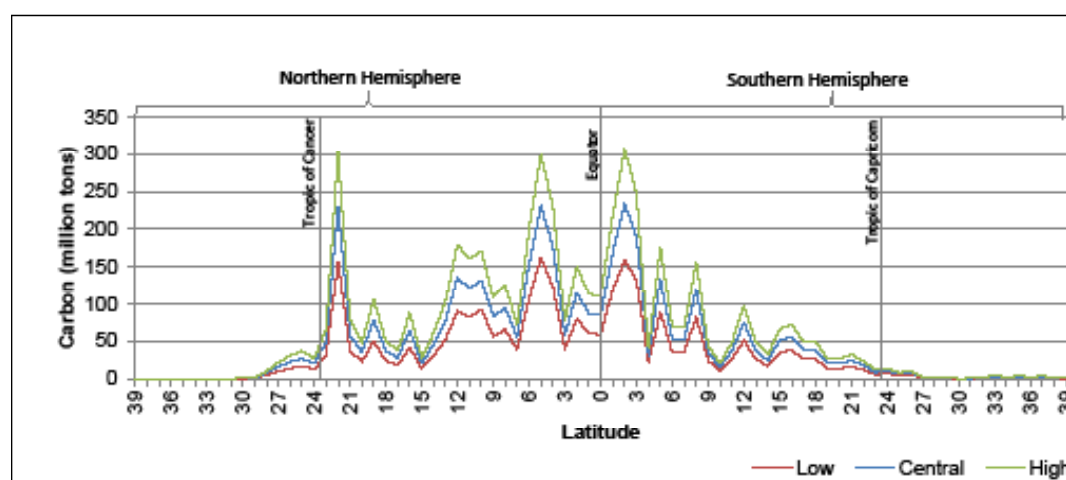 Northern Hemisphere
Southern Hemisphere
350
300
250
200
150
100
50
0
Carbon (million tons)
Tropic of Cancer
Equator
Tropic of Capricorn
39 36 33 30 27 24 21 18 15 12 9 6 3 0 3 6 9 12 15 18 21 24 27 30 33 36 39
Latitude
Low Central High